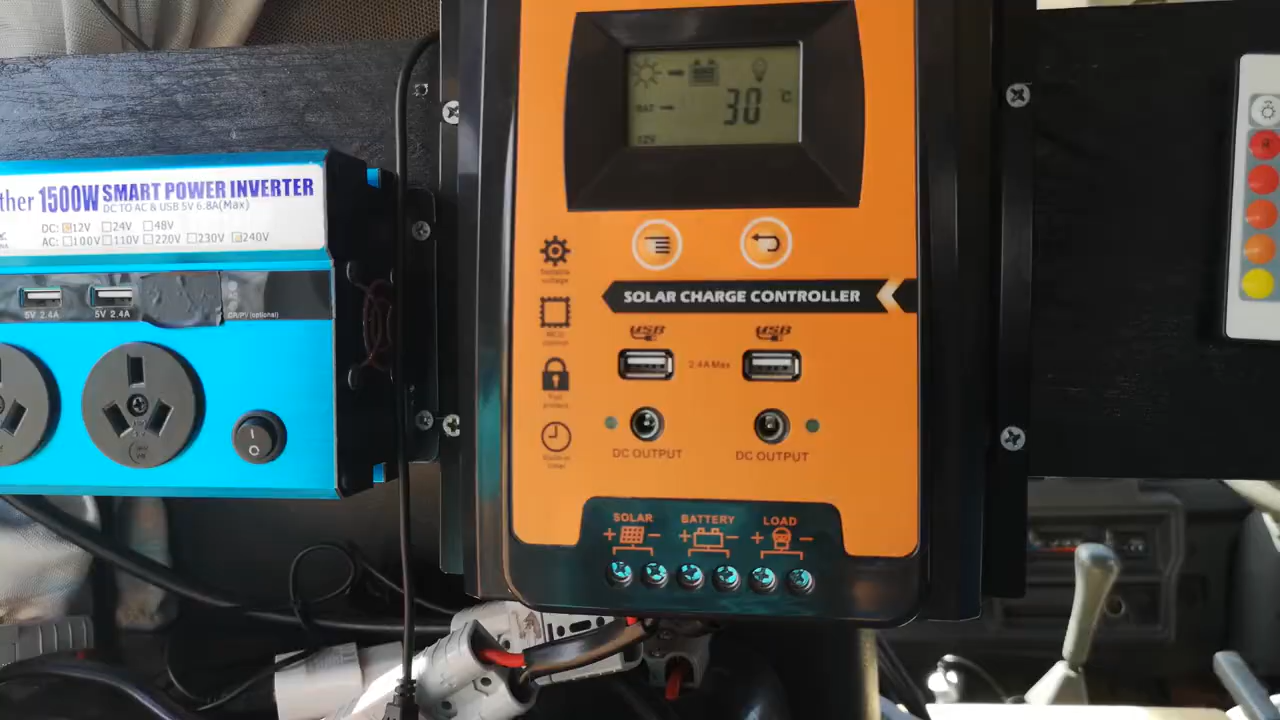 ther 1500W SMART POWER INVERTER
DC TO AC & USB 5V 6.8A(Max)
DC: 12V 24V 48V
AC: 100V 110V 220V 230V 240V
5V 2.4A 5V 2.4A
(optional)
BAT
30 °C
12V
SOLAR CHARGE CONTROLLER
USB USB
2.4A Max
DC OUTPUT DC OUTPUT
SOLAR BATTERY LOAD
+ − + − + −
I
O
R